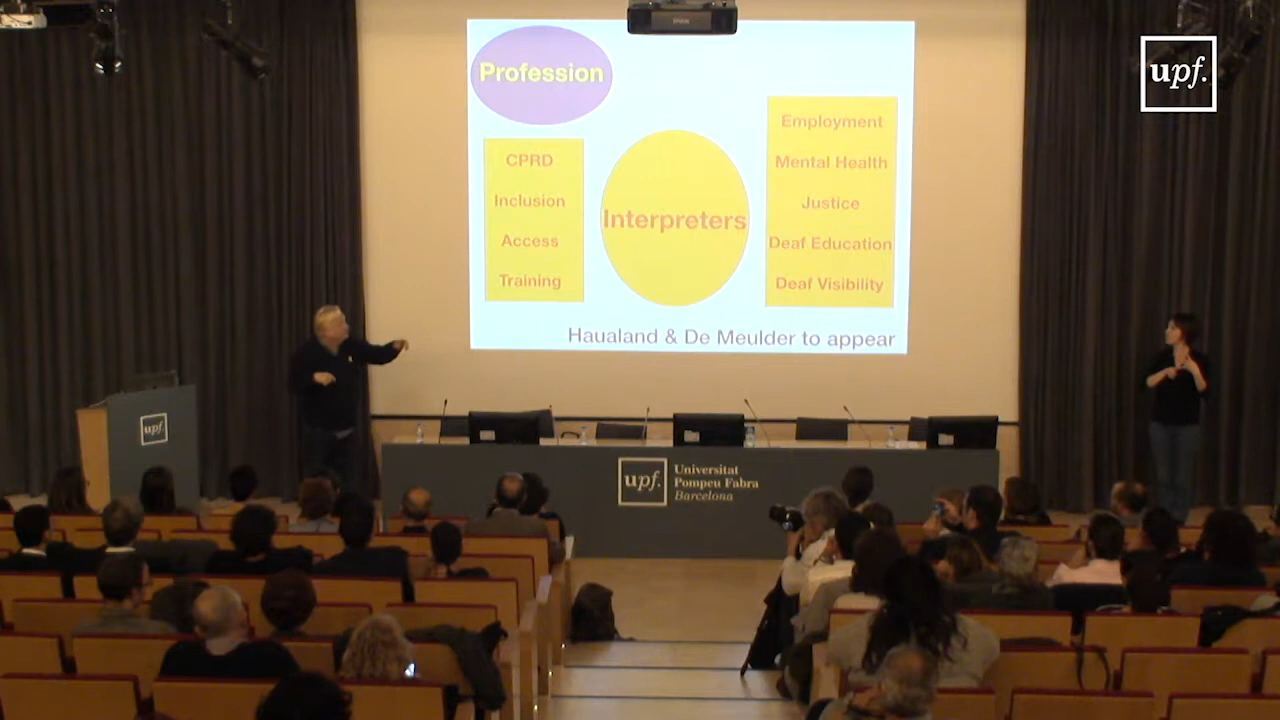 Profession
CPRD
Inclusion
Access
Training
Interpreters
Employment
Mental Health
Justice
Deaf Education
Deaf Visibility
Haualand & De Meulder to appear
upf.
upf.
upf.
Universitat
Pompeu Fabra
Barcelona